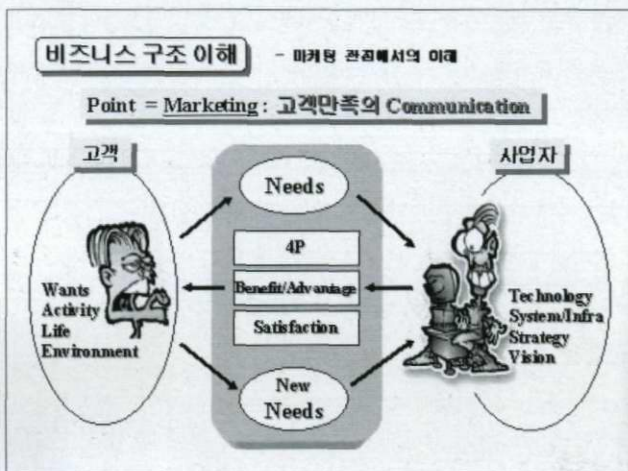 비즈니스 구조 이해 - 마케팅 관점에서의 이해
Point = Marketing : 고객만족의 Communication
고객
사업자
Needs
4P
Benefit/Advantage
Satisfaction
New
Needs
Wants
Activity
Life
Environment
Technology
System/Infra
Strategy
Vision